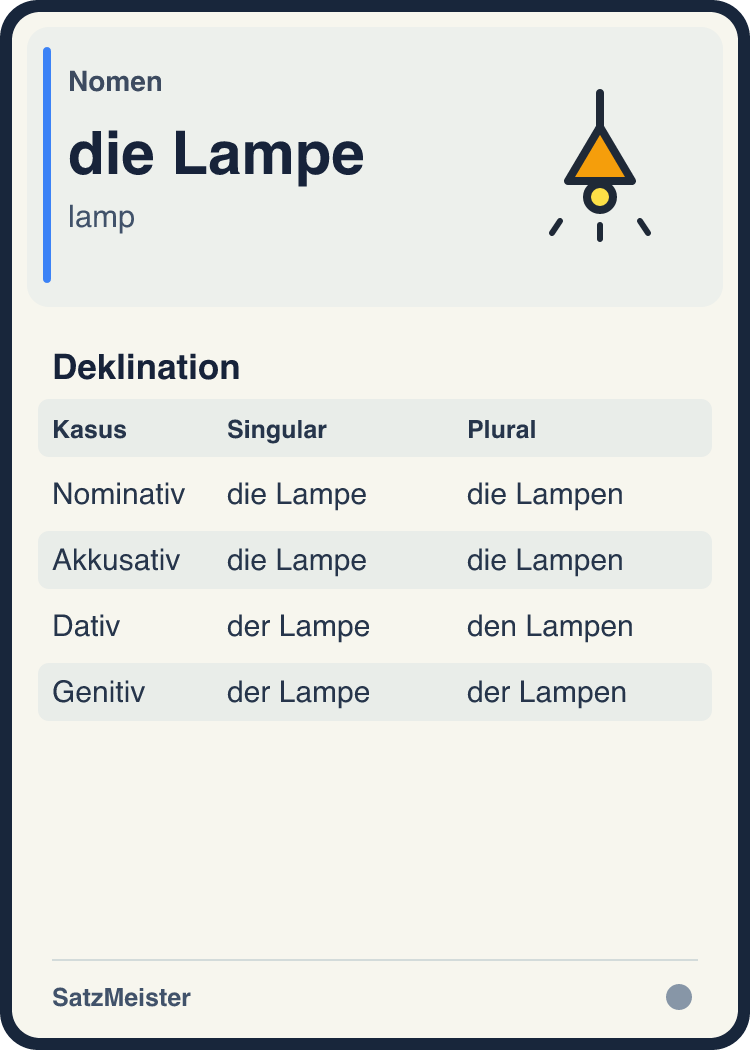 Nomen
die Lampe
lamp
Deklination
Kasus Singular Plural
Nominativ die Lampe die Lampen
Akkusativ die Lampe die Lampen
Dativ der Lampe den Lampen
Genitiv der Lampe der Lampen
SatzMeister